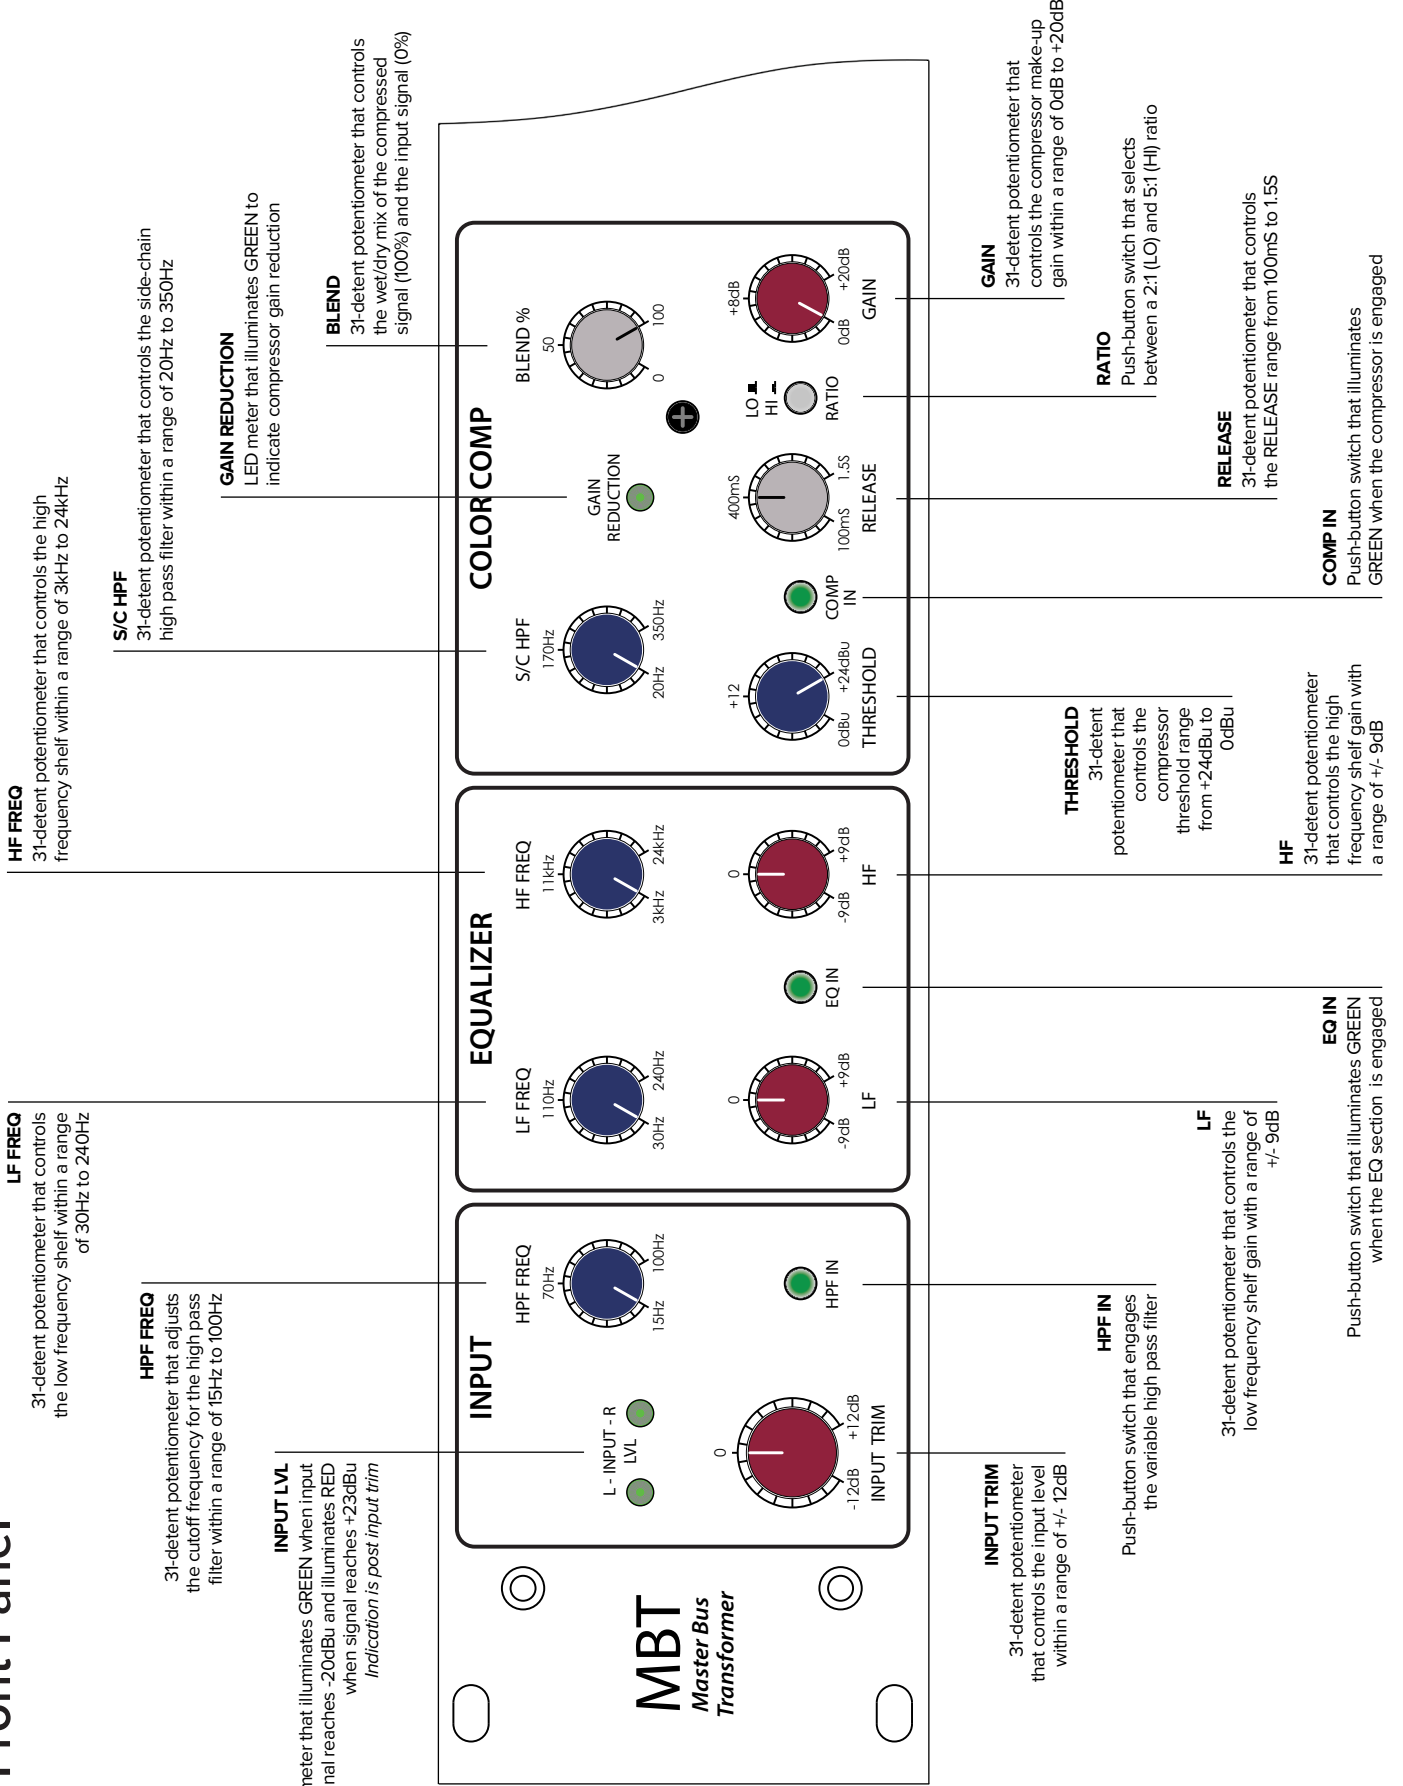 Front Panel
LF FREQ
31-detent potentiometer that controls
the low frequency shelf within a range
of 30Hz to 240Hz
HF FREQ
31-detent potentiometer that controls the high
frequency shelf within a range of 3kHz to 24kHz
HPF FREQ
31-detent potentiometer that adjusts
the cutoff frequency for the high pass
filter within a range of 15Hz to 100Hz
S/C HPF
31-detent potentiometer that controls the side-chain
high pass filter within a range of 20Hz to 350Hz
GAIN REDUCTION
LED meter that illuminates GREEN to
indicate compressor gain reduction
INPUT LVL
that illuminates GREEN when input
reaches -20dBu and illuminates RED
when signal reaches +23dBu
Indication is post input trim
BLEND
31-detent potentiometer that controls
the wet/dry mix of the compressed
signal (100%) and the input signal (0%)
MBT
Master Bus
Transformer
INPUT
L - INPUT - R
LVL
HPF FREQ
70Hz
15Hz
100Hz
0
-12dB
+12dB
INPUT TRIM
HPF IN
EQUALIZER
LF FREQ
110Hz
30Hz
240Hz
HF FREQ
11kHz
3kHz
24kHz
0
-9dB
+9dB
LF
EQ IN
0
-9dB
+9dB
HF
COLOR COMP
S/C HPF
170Hz
20Hz
350Hz
GAIN
REDUCTION
BLEND %
50
0
100
+12
0dBu
+24dBu
THRESHOLD
COMP
IN
400mS
100mS
1.5S
RELEASE
LO
HI
RATIO
+8dB
0dB
+20dB
GAIN
INPUT TRIM
31-detent potentiometer
that controls the input level
within a range of +/- 12dB
HPF IN
Push-button switch that engages
the variable high pass filter
LF
31-detent potentiometer that controls the
low frequency shelf gain with a range of
+/- 9dB
EQ IN
Push-button switch that illuminates GREEN
when the EQ section is engaged
HF
31-detent potentiometer
that controls the high
frequency shelf gain with
a range of +/- 9dB
THRESHOLD
31-detent
potentiometer that
controls the
compressor
threshold range
from +24dBu to
0dBu
COMP IN
Push-button switch that illuminates
GREEN when the compressor is engaged
RELEASE
31-detent potentiometer that controls
the RELEASE range from 100mS to 1.5S
RATIO
Push-button switch that selects
between a 2:1 (LO) and 5:1 (HI) ratio
GAIN
31-detent potentiometer that
controls the compressor make-up
gain within a range of 0dB to +20dB